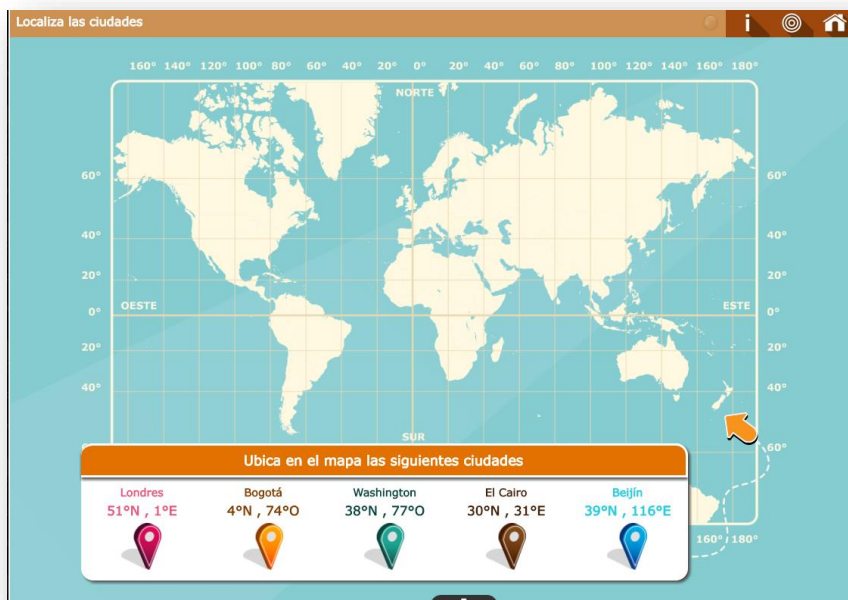 Localiza las ciudades
160° 140° 120° 100° 80° 60° 40° 20° 0° 20° 40° 60° 80° 100° 120° 140° 160° 180°
NORTE
60° 60°
40° 40°
20° 20°
OESTE ESTE
0° 0°
20° 20°
40° 40°
SUR
60°
Ubica en el mapa las siguientes ciudades
Londres Bogotá Washington El Cairo Beijín
51°N , 1°E 4°N , 74°O 38°N , 77°O 30°N , 31°E 39°N , 116°E
160° 180°